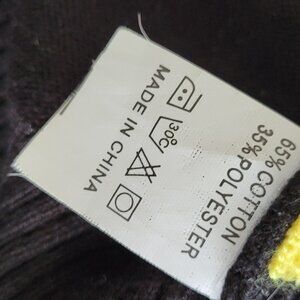 65% COTTON
35% POLYESTER
30°
MADE IN CHINA